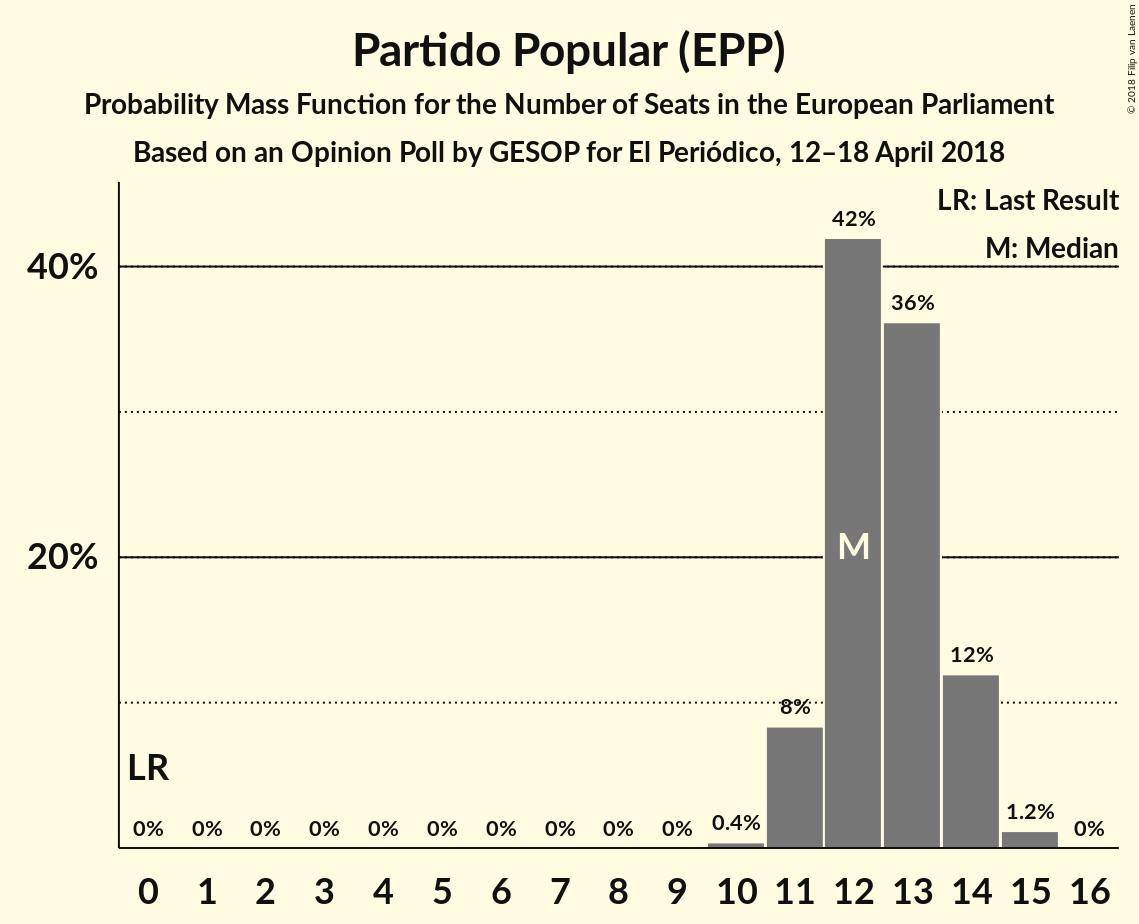 Partido Popular (EPP)
Probability Mass Function for the Number of Seats in the European Parliament
Based on an Opinion Poll by GESOP for El Periódico, 12–18 April 2018
© 2018 Filip van Laenen
LR: Last Result
M: Median
40%
20%
42%
36%
M
12%
8%
LR
0% 0% 0% 0% 0% 0% 0% 0% 0% 0% 0.4% 1.2% 0%
0 1 2 3 4 5 6 7 8 9 10 11 12 13 14 15 16